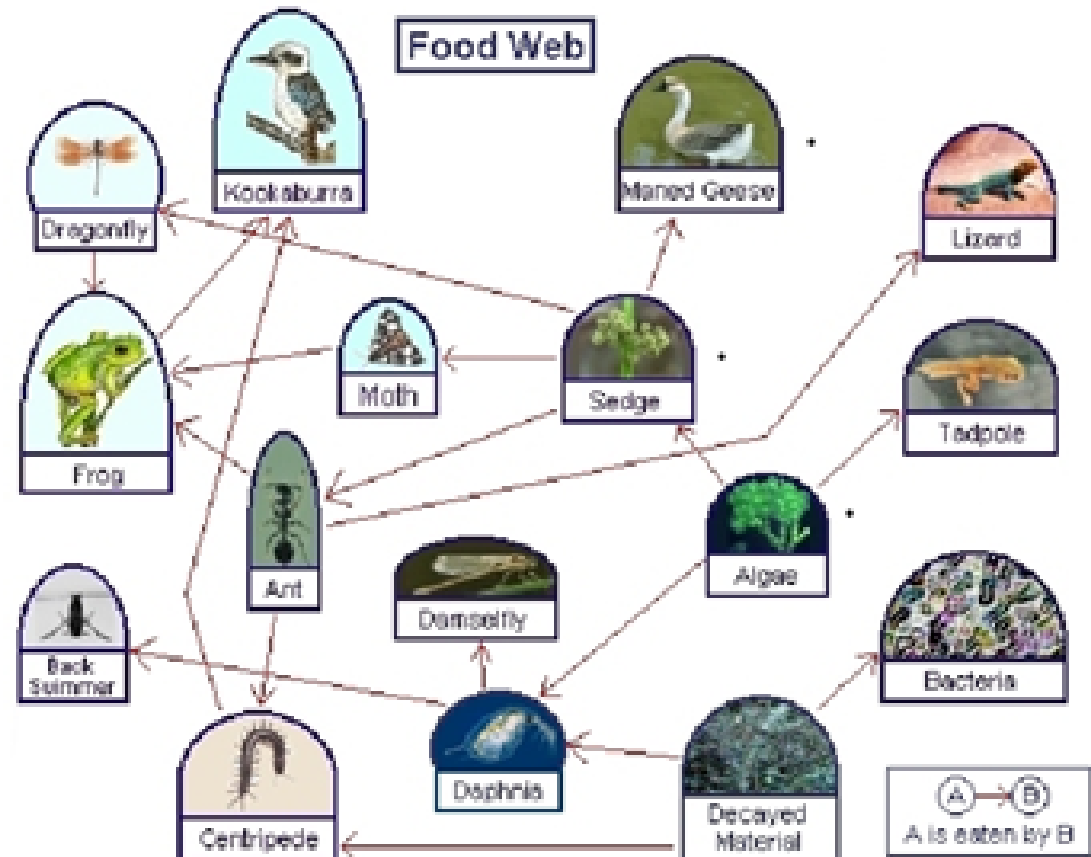 Food Web
Kookaburra
Maned Geese
Dragonfly
Lizard
Moth
Sedge
Tadpole
Frog
Ant
Algae
Damselfly
Back
Swimmer
Bacteria
Daphnia
Centripede
Decayed
Material
A B
A is eaten by B